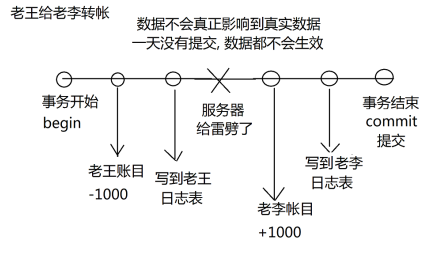 老王给老李转帐
数据不会真正影响到真实数据
一天没有提交, 数据都不会生效
事务开始
begin
服务器
给雷劈了
事务结束
commit
提交
老王账目
-1000
写到老王
日志表
老李帐目
+1000
写到老李
日志表